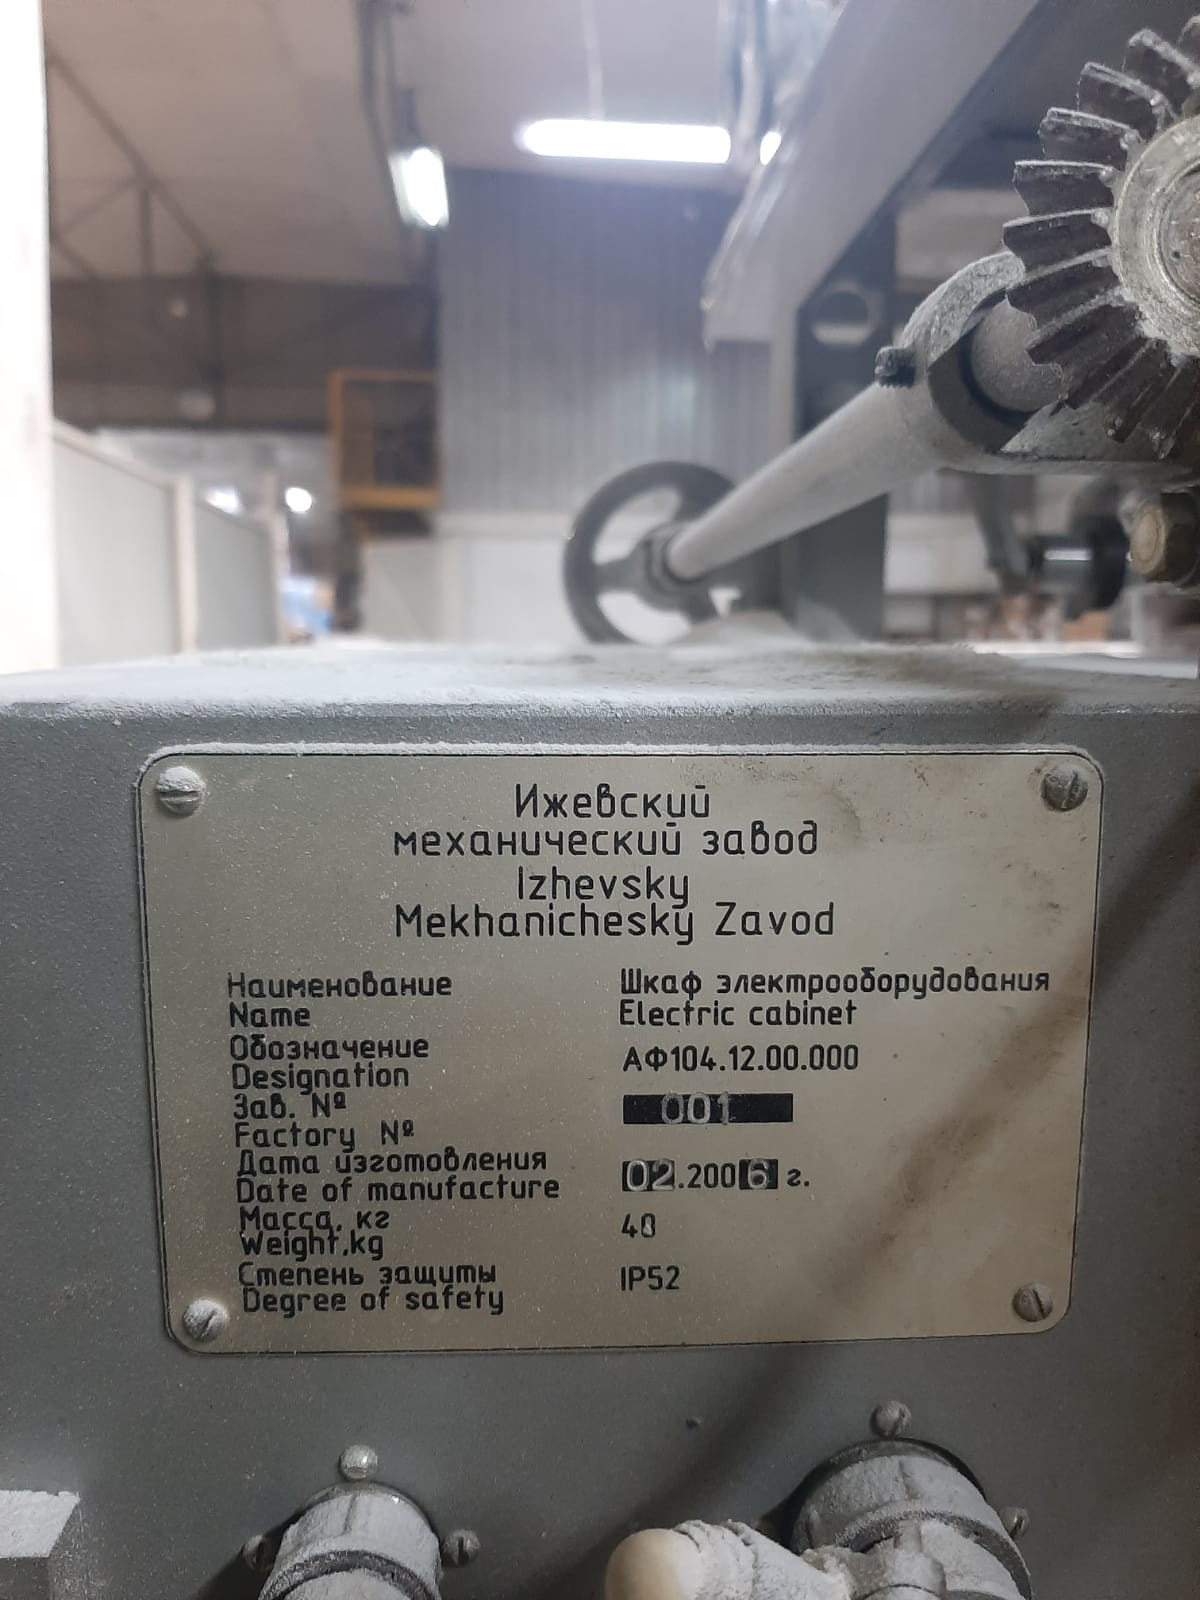 Ижевский
механический завод
Izhevsky
Mekhanichesky Zavod
Наименование Шкаф электрооборудования
Name Electric cabinet
Обозначение АФ104.12.00.000
Designation
Зав. № 001
Factory №
Дата изготовления 02.2006 г.
Date of manufacture
Масса, кг 48
Weight,kg
Степень защиты IP52
Degree of safety